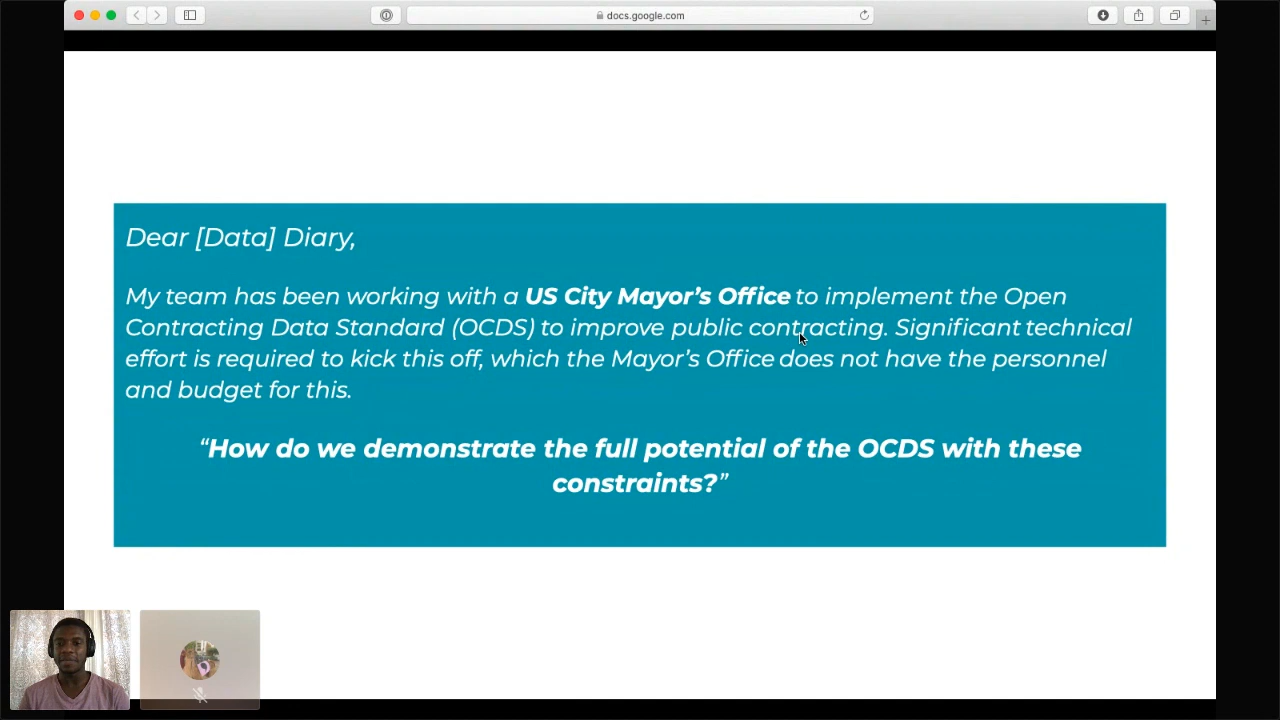 docs.google.com
Dear [Data] Diary,
My team has been working with a US City Mayor's Office to implement the Open
Contracting Data Standard (OCDS) to improve public contracting. Significant technical
effort is required to kick this off, which the Mayor's Office does not have the personnel
and budget for this.
“How do we demonstrate the full potential of the OCDS with these
constraints?”